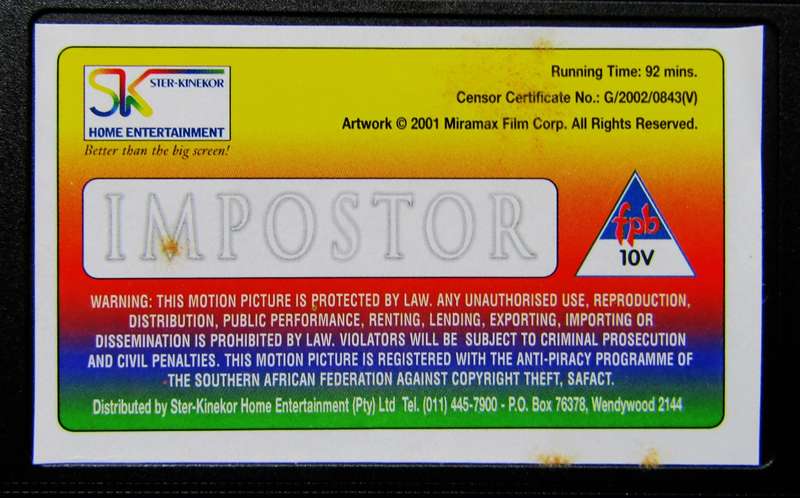 SK STER-KINEKOR
HOME ENTERTAINMENT
Better than the big screen!
Running Time: 92 mins.
Censor Certificate No.: G/2002/0843(V)
Artwork © 2001 Miramax Film Corp. All Rights Reserved.
IMPOSTOR
fpb
10V
WARNING: THIS MOTION PICTURE IS PROTECTED BY LAW. ANY UNAUTHORISED USE, REPRODUCTION,
DISTRIBUTION, PUBLIC PERFORMANCE, RENTING, LENDING, EXPORTING, IMPORTING OR
DISSEMINATION IS PROHIBITED BY LAW. VIOLATORS WILL BE SUBJECT TO CRIMINAL PROSECUTION
AND CIVIL PENALTIES. THIS MOTION PICTURE IS REGISTERED WITH THE ANTI-PIRACY PROGRAMME OF
THE SOUTHERN AFRICAN FEDERATION AGAINST COPYRIGHT THEFT, SAFACT.
Distributed by Ster-Kinekor Home Entertainment (Pty) Ltd Tel. (011) 445-7900 - P.O. Box 76378, Wendywood 2144